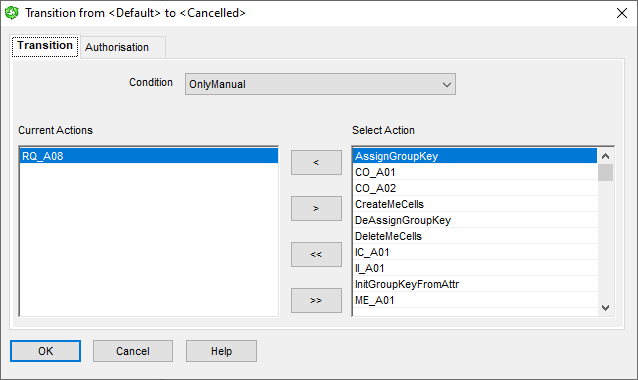 Transition from <Default> to <Cancelled>
Transition Authorisation
Condition OnlyManual
Current Actions Select Action
RQ_A08
<
>
<<
>>
AssignGroupKey
CO_A01
CO_A02
CreateMeCells
DeAssignGroupKey
DeleteMeCells
IC_A01
II_A01
InitGroupKeyFromAttr
ME_A01
OK Cancel Help